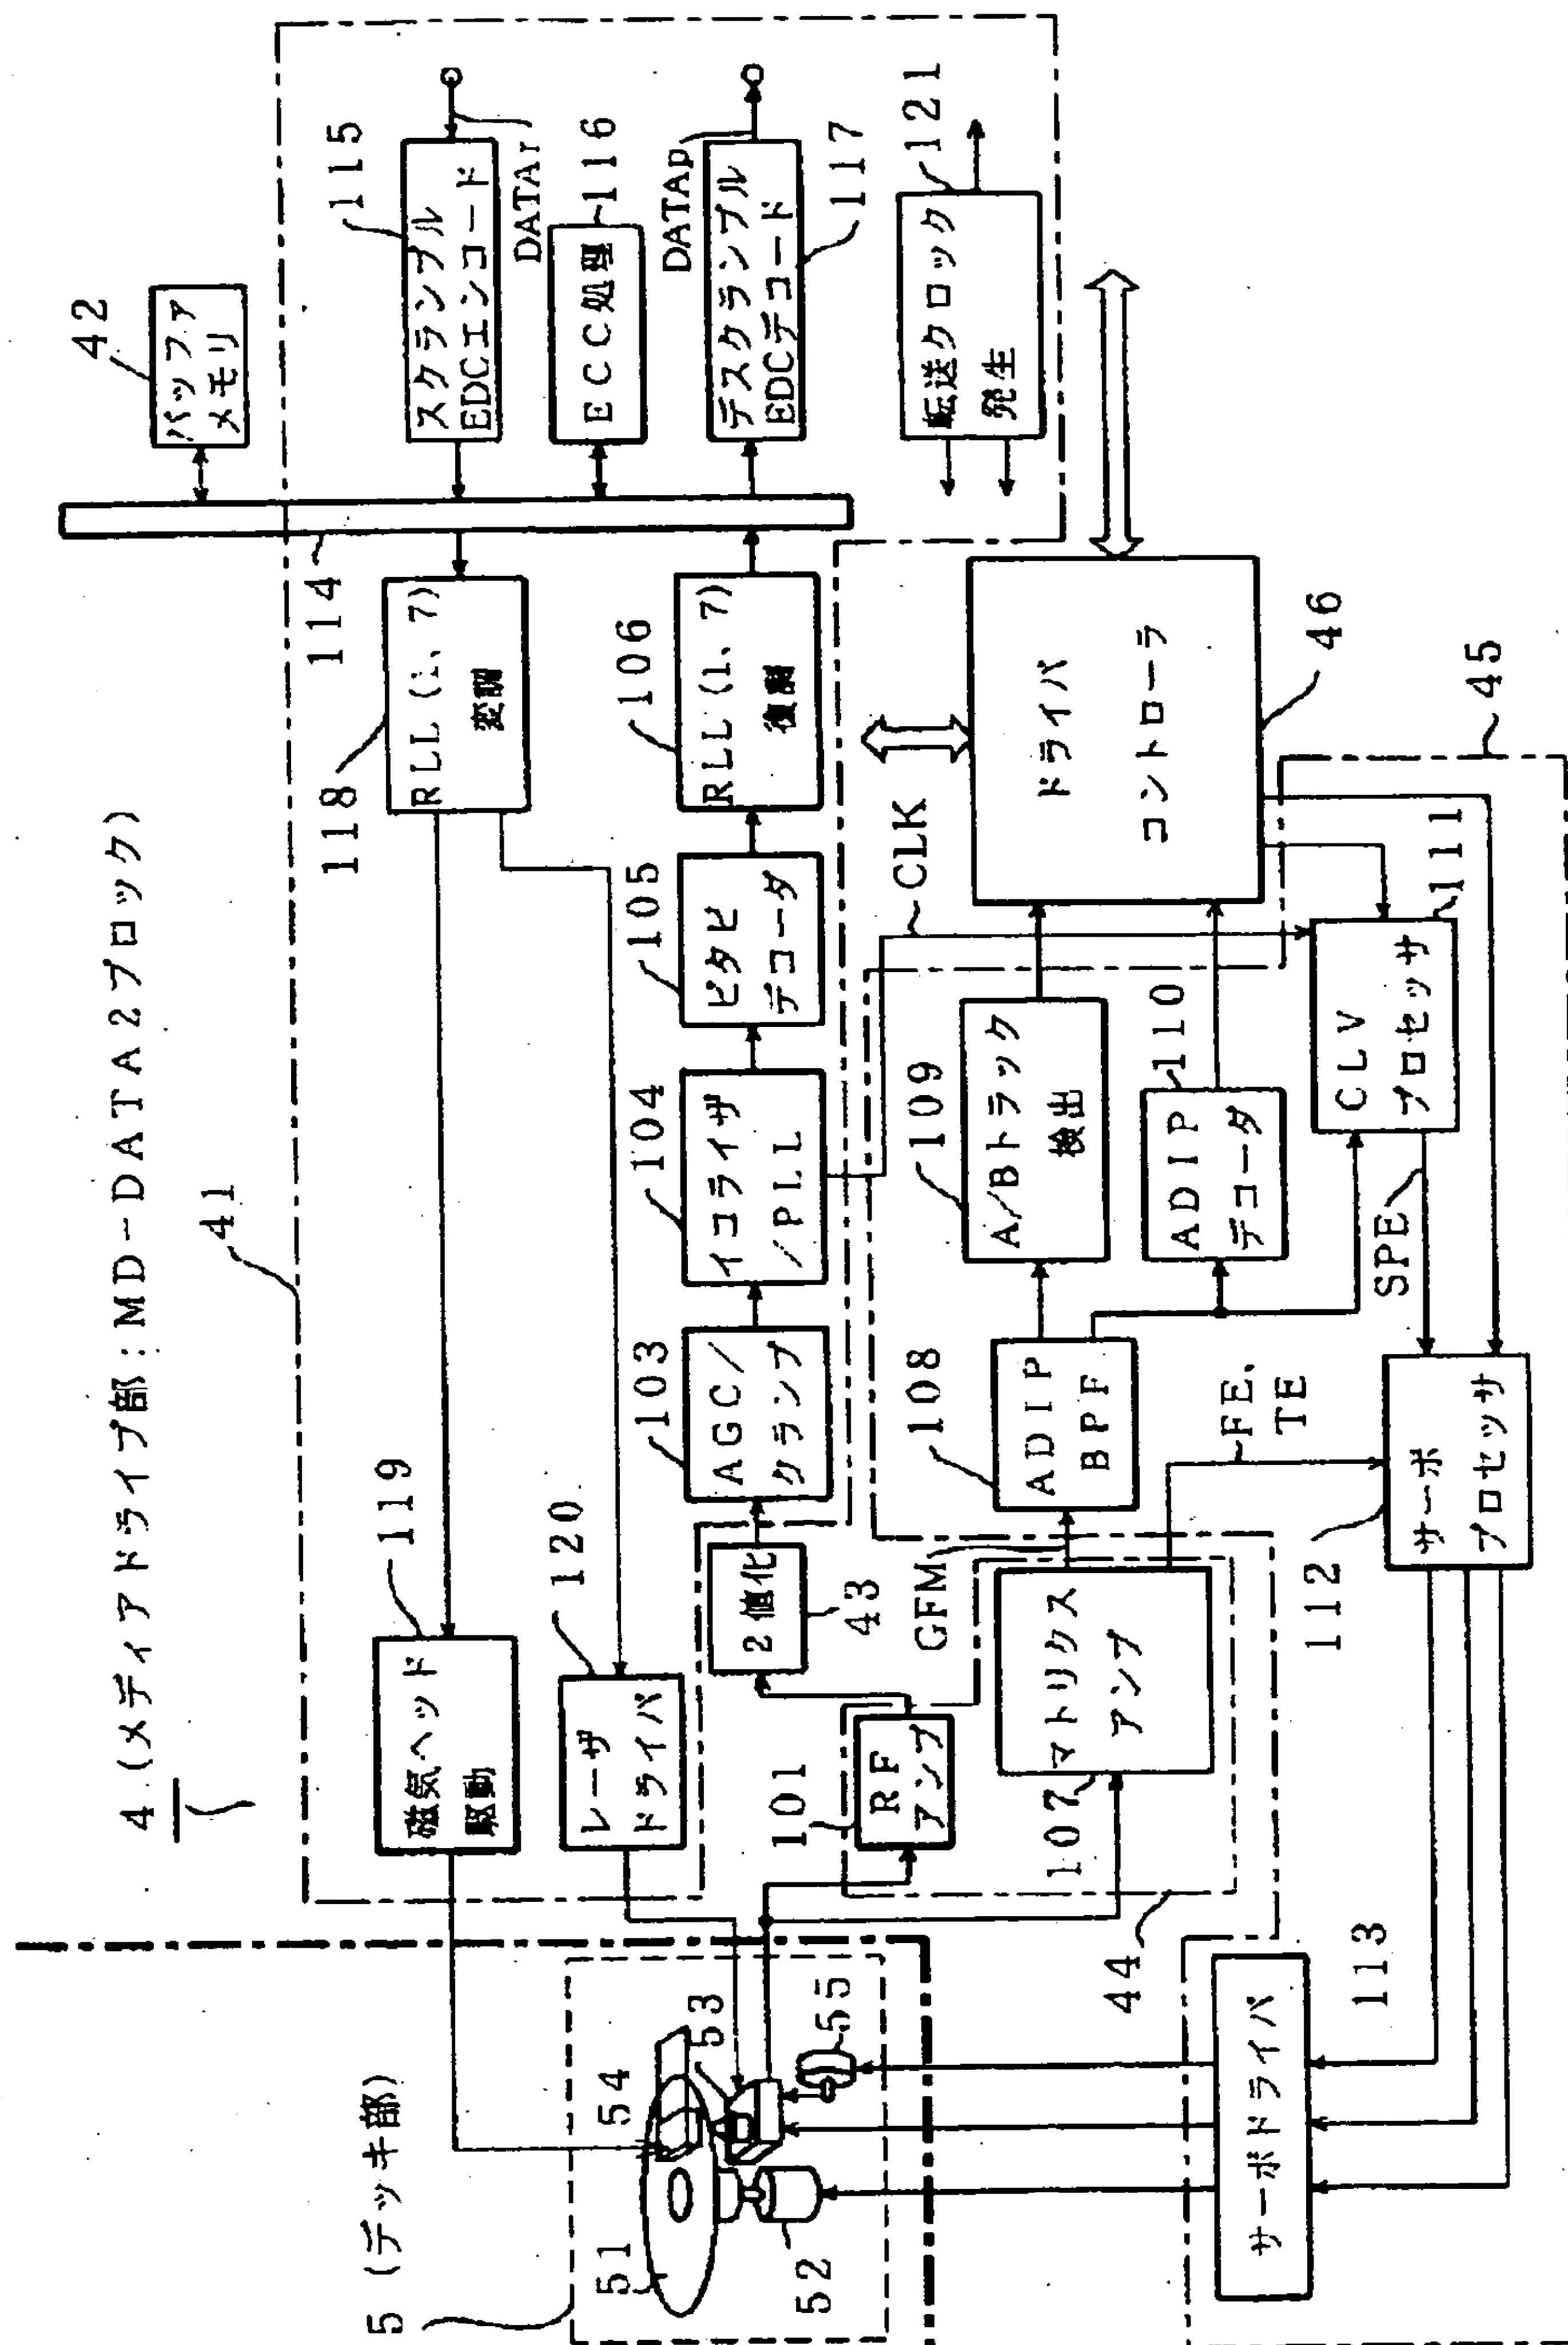 4 (メディアドライブ部:MD-DATA2ブロック)
41
42
バッファ
メモリ
5 (デッキ部)
119
磁気ヘッド
駆動
120
レーザ
ドライバ
118
RLL (1、7)
変調
114
115
スクランブル
EDCエンコード
DATAr
116
ECC処理
DATAp
デスクランブル
EDCデコード
117
転送クロック
発生
121
43
2値化
103
AGC/
クランプ
104
イコライザ
/PLL
105
ビタビ
デコーダ
106
RLL (1、7)
復調
CLK
101
RF
アンプ
107
マトリクス
アンプ
44
GFM
108
ADIP
BPF
109
A/Bトラック
検出
110
ADIP
デコーダ
ドライバ
コントローラ
46
45
111
CLV
プロセッサ
SPE
FE、
TE
112
サーボ
プロセッサ
113
サーボドライバ
51
52
53
54
55